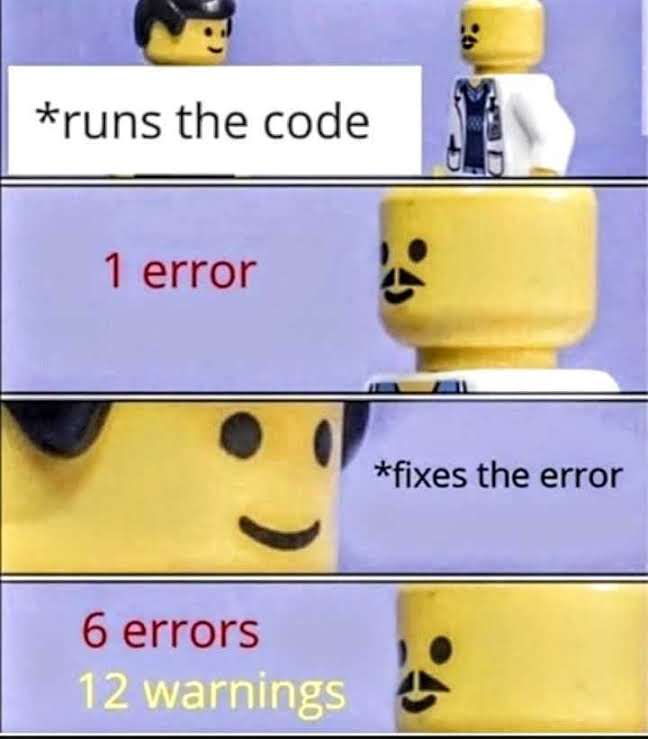 *runs the code
1 error
*fixes the error
6 errors
12 warnings